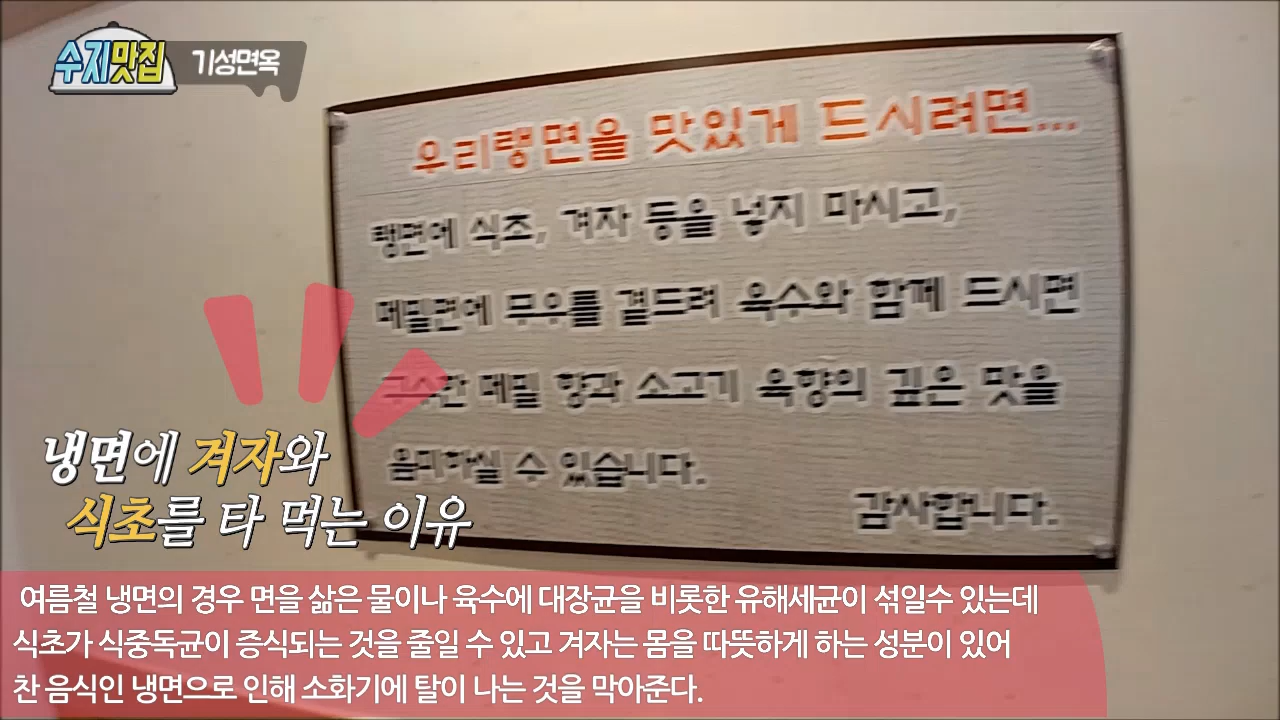 수지맛집 기성면옥
우리랭면을 맛있게 드시려면...
랭면에 식초, 겨자 등을 넣지 마시고,
메밀면에 무우를 곁드려 육수와 함께 드시면
구수한 메밀 향과 소고기 육향의 깊은 맛을
음미하실 수 있습니다.
감사합니다.
냉면에 겨자와
식초를 타 먹는 이유
여름철 냉면의 경우 면을 삶은 물이나 육수에 대장균을 비롯한 유해세균이 섞일수 있는데
식초가 식중독균이 증식되는 것을 줄일 수 있고 겨자는 몸을 따뜻하게 하는 성분이 있어
찬 음식인 냉면으로 인해 소화기에 탈이 나는 것을 막아준다.